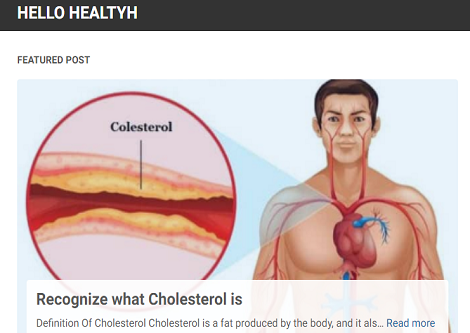 HELLO HEALTYH
FEATURED POST
Colesterol
Recognize what Cholesterol is
Definition Of Cholesterol Cholesterol is a fat produced by the body, and it als... Read more